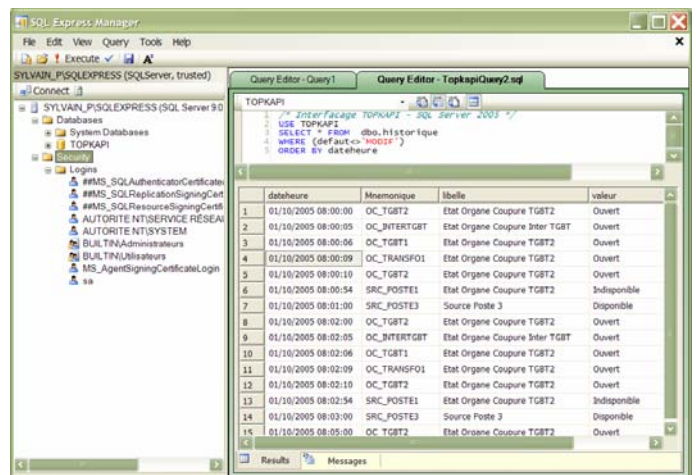 SQL Express Manager
File Edit View Query Tools Help
! Execute
SYLVAIN_P\SQLEXPRESS (SQLServer, trusted)
Connect
SYLVAIN_P\SQLEXPRESS (SQL Server 9.0
Databases
System Databases
TOPKAPI
Security
Logins
##MS_SQLAuthenticatorCertificate
##MS_SQLReplicationSigningCert
##MS_SQLResourceSigningCertifi
AUTORITE NT\SERVICE RÉSEAU
AUTORITE NT\SYSTEM
BUILTIN\Administrateurs
BUILTIN\Utilisateurs
MS_AgentSigningCertificateLogin
sa
Query Editor - Query1 Query Editor - TopkapiQuery2.sql
TOPKAPI
1 /* Interfacage TOPKAPI - SQL Server 2005 */
2 USE TOPKAPI
3 SELECT * FROM dbo.historique
4 WHERE (defaut<>'MODIF')
5 ORDER BY dateheure
dateheure Mnemonique libelle valeur
1 01/10/2005 08:00:00 OC_TGBT2 Etat Organe Coupure TGBT2 Ouvert
2 01/10/2005 08:00:05 OC_INTERTGBT Etat Organe Coupure Inter TGBT Ouvert
3 01/10/2005 08:00:06 OC_TGBT1 Etat Organe Coupure TGBT2 Ouvert
4 01/10/2005 08:00:09 OC_TRANSFO1 Etat Organe Coupure TGBT2 Ouvert
5 01/10/2005 08:00:10 OC_TGBT2 Etat Organe Coupure TGBT2 Ouvert
6 01/10/2005 08:00:54 SRC_POSTE1 Etat Organe Coupure TGBT2 Indisponible
7 01/10/2005 08:01:00 SRC_POSTE3 Source Poste 3 Disponible
8 01/10/2005 08:02:00 OC_TGBT2 Etat Organe Coupure TGBT2 Ouvert
9 01/10/2005 08:02:05 OC_INTERTGBT Etat Organe Coupure Inter TGBT Ouvert
10 01/10/2005 08:02:06 OC_TGBT1 Etat Organe Coupure TGBT2 Ouvert
11 01/10/2005 08:02:09 OC_TRANSFO1 Etat Organe Coupure TGBT2 Ouvert
12 01/10/2005 08:02:10 OC_TGBT2 Etat Organe Coupure TGBT2 Ouvert
13 01/10/2005 08:02:54 SRC_POSTE1 Etat Organe Coupure TGBT2 Indisponible
14 01/10/2005 08:03:00 SRC_POSTE3 Source Poste 3 Disponible
15 01/10/2005 08:05:00 OC_TGBT2 Etat Organe Coupure TGBT2 Ouvert
Results Messages